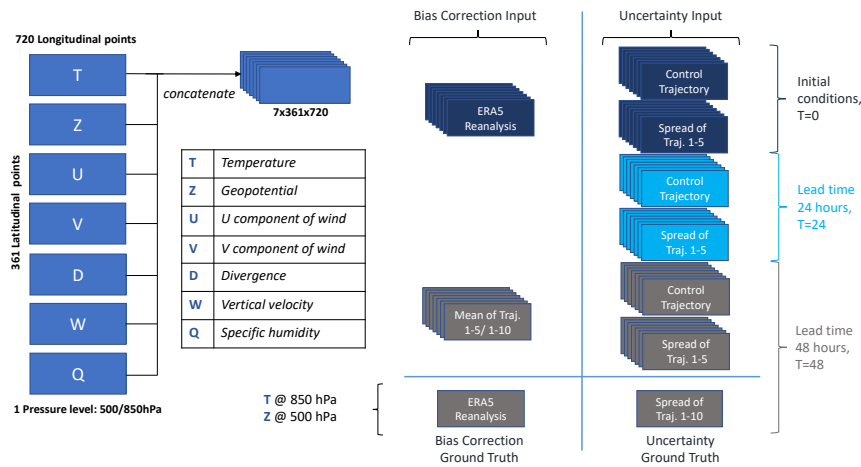 720 Longitudinal points
361 Latitudinal points
T
Z
U
V
D
W
Q
1 Pressure level: 500/850hPa
concatenate
7x361x720
T Temperature
Z Geopotential
U U component of wind
V V component of wind
D Divergence
W Vertical velocity
Q Specific humidity
T @ 850 hPa
Z @ 500 hPa
Bias Correction Input
ERA5
Reanalysis
Mean of Traj.
1-5/ 1-10
ERA5
Reanalysis
Bias Correction
Ground Truth
Uncertainty Input
Control
Trajectory
Spread of
Traj. 1-5
Control
Trajectory
Spread of
Traj. 1-5
Control
Trajectory
Spread of
Traj. 1-5
Spread of
Traj. 1-10
Uncertainty
Ground Truth
Initial
conditions,
T=0
Lead time
24 hours,
T=24
Lead time
48 hours,
T=48